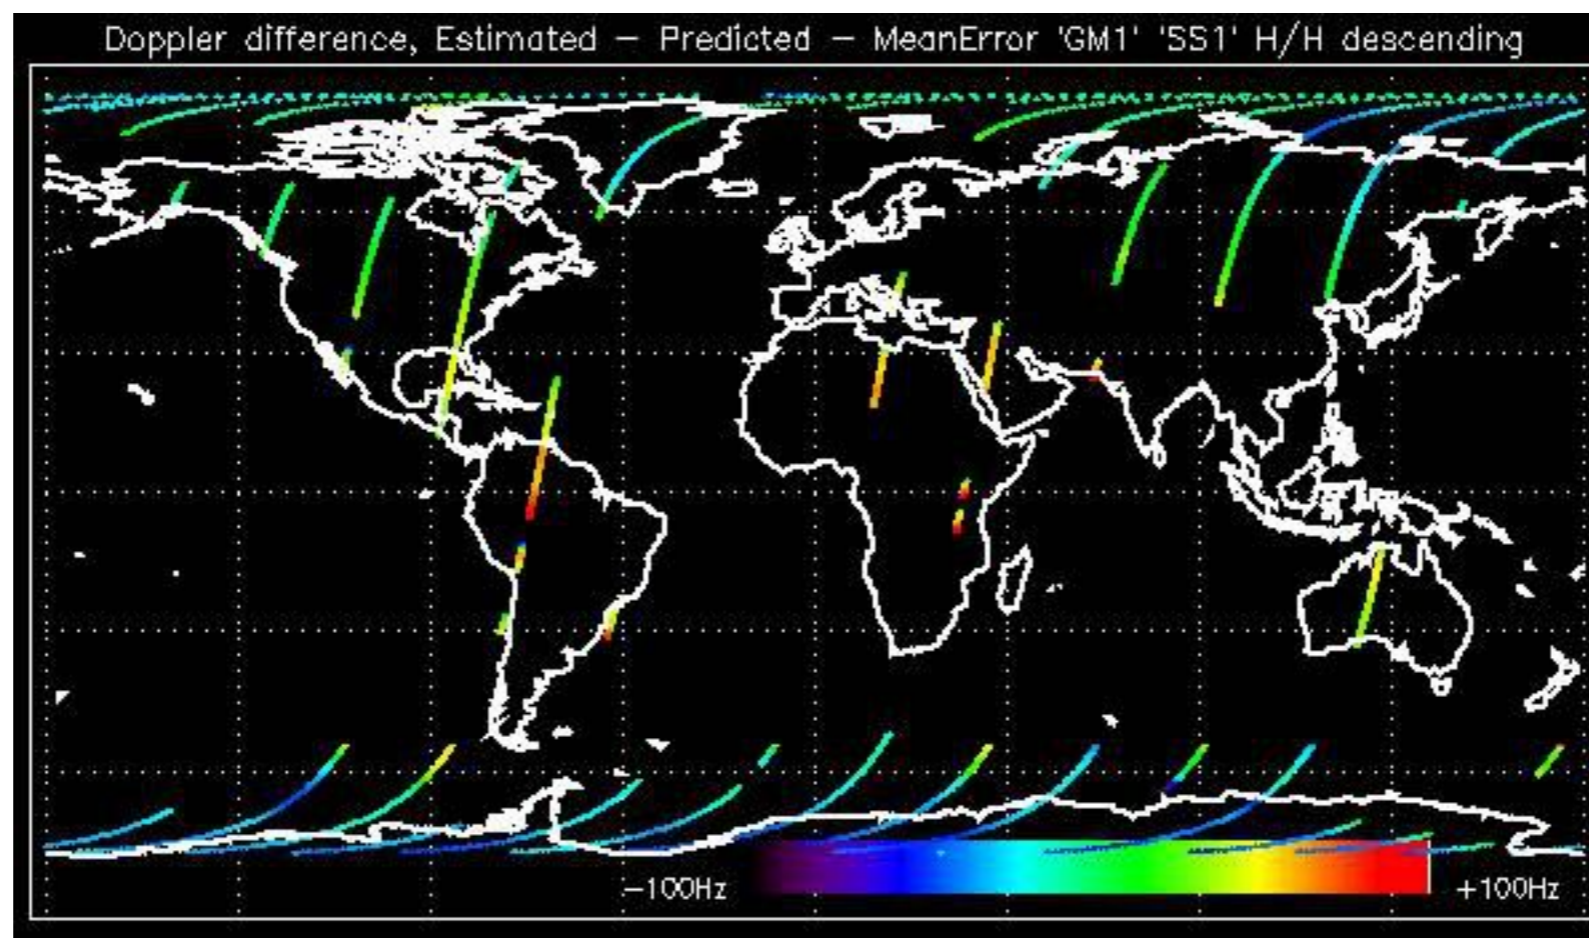 Doppler difference, Estimated – Predicted – MeanError 'GM1' 'SS1' H/H descending
–100Hz +100Hz